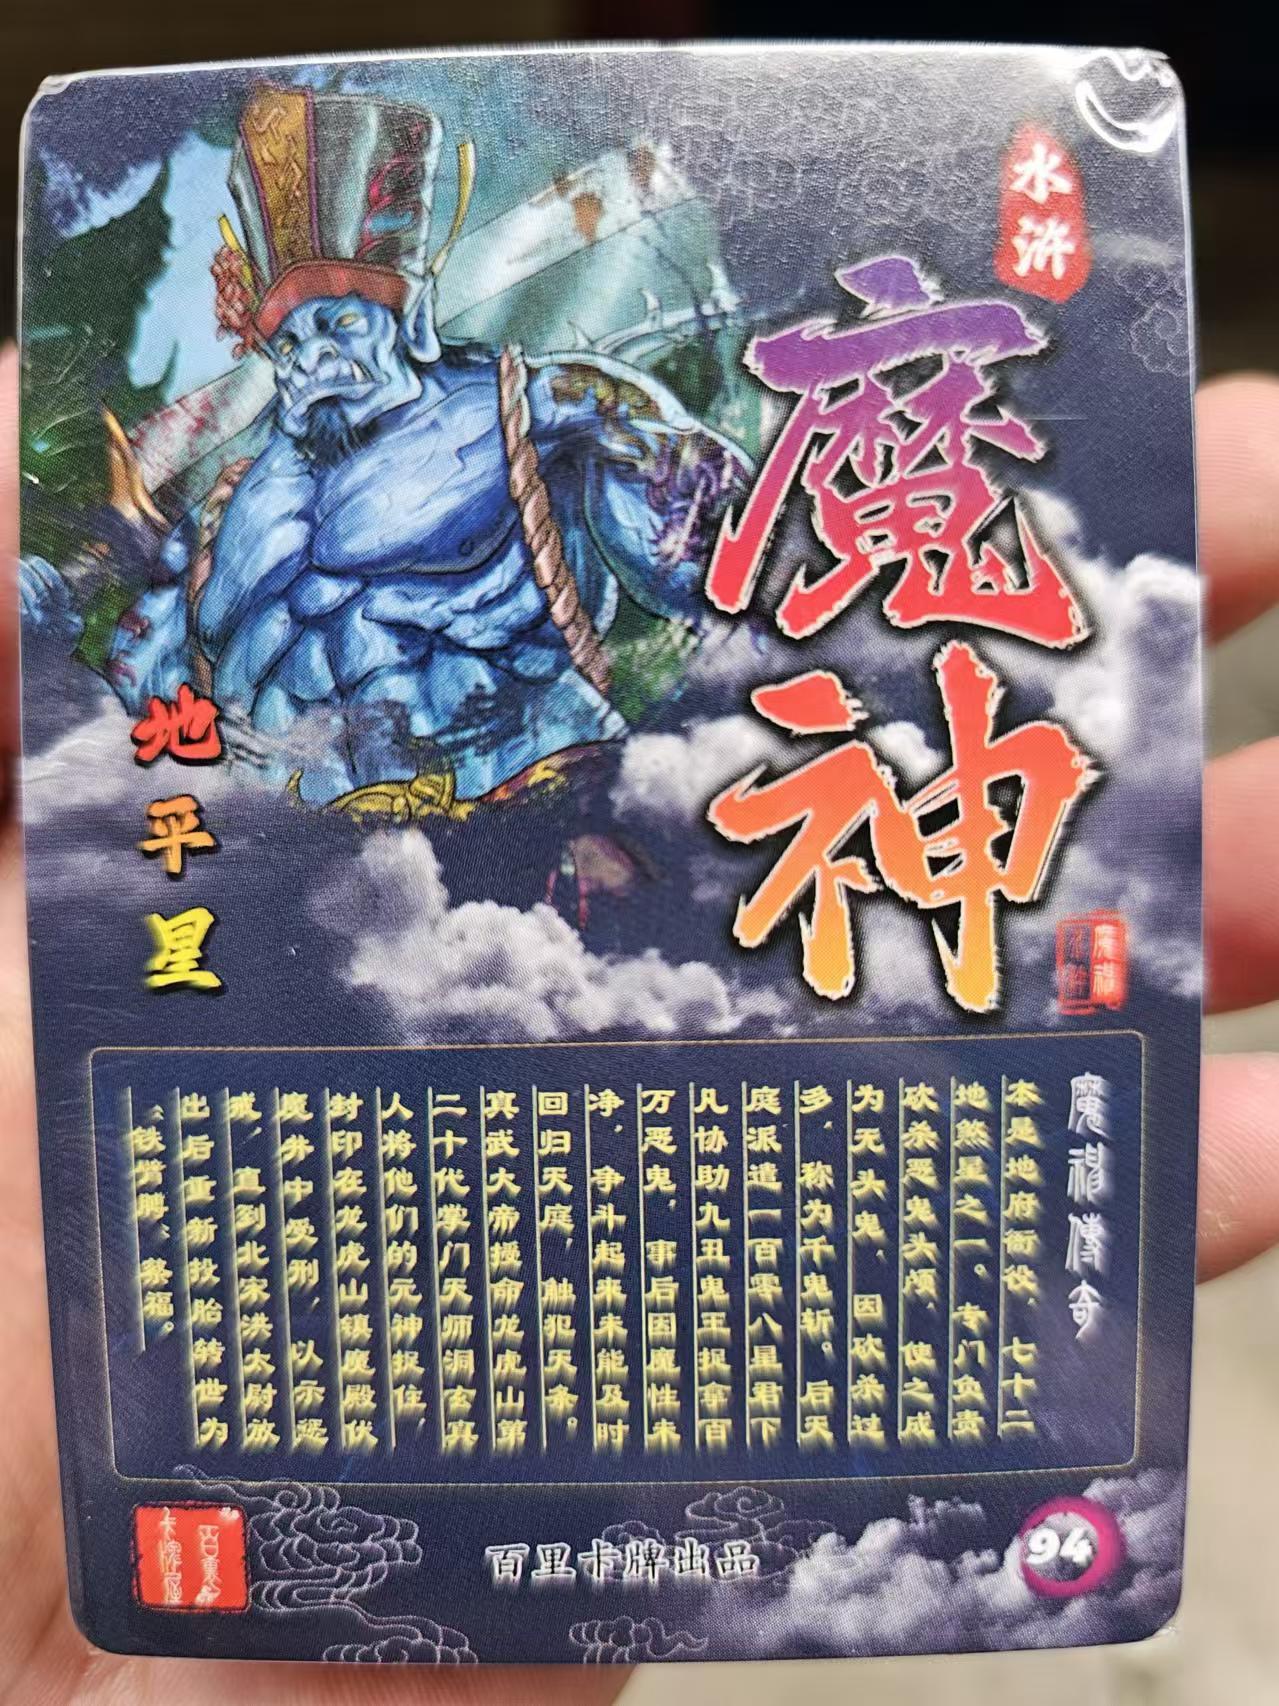 水浒
魔神
地平星
魔神傳奇
本是地府衙役，七十二
地煞星之一。专门负责
砍杀恶鬼头颅，使之成
为无头鬼，因砍杀过
多，称为千鬼斩。后天
庭派遣一百零八星君下
凡协助九丑鬼王捉拿百
万恶鬼，事后因魔性未
净，争斗起来未能及时
回归天庭，触犯天条。
真武大帝授命龙虎山第
二十代掌门天师洞玄真
人将他们的元神捉住，
封印在龙虎山镇魔殿伏
魔井中受刑，以示惩
戒，直到北宋洪太尉放
出后重新投胎转世为
“铁臂膊”蔡福。
百里卡牌出品
94